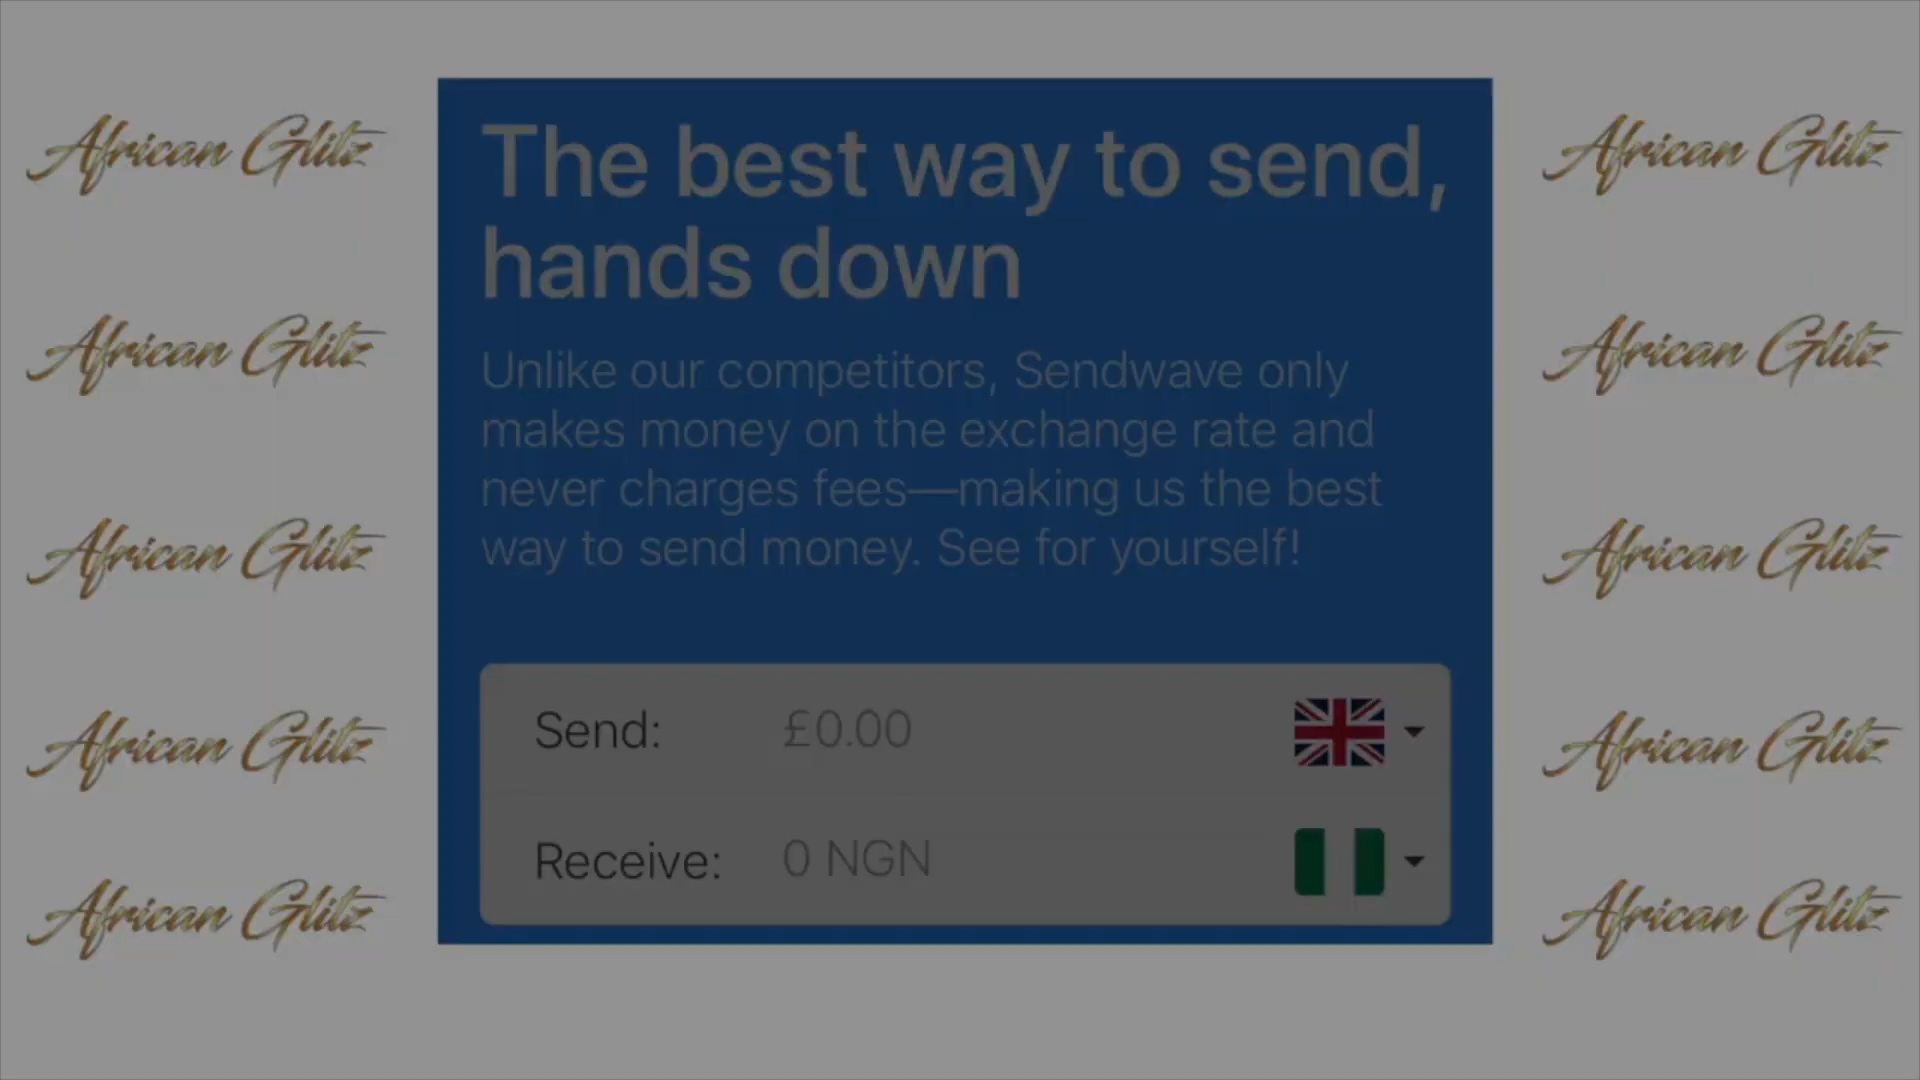 African Glitz
African Glitz
African Glitz
African Glitz
African Glitz
The best way to send,
hands down
Unlike our competitors, Sendwave only
makes money on the exchange rate and
never charges fees—making us the best
way to send money. See for yourself!
Send: £0.00
Receive: 0 NGN
African Glitz
African Glitz
African Glitz
African Glitz
African Glitz